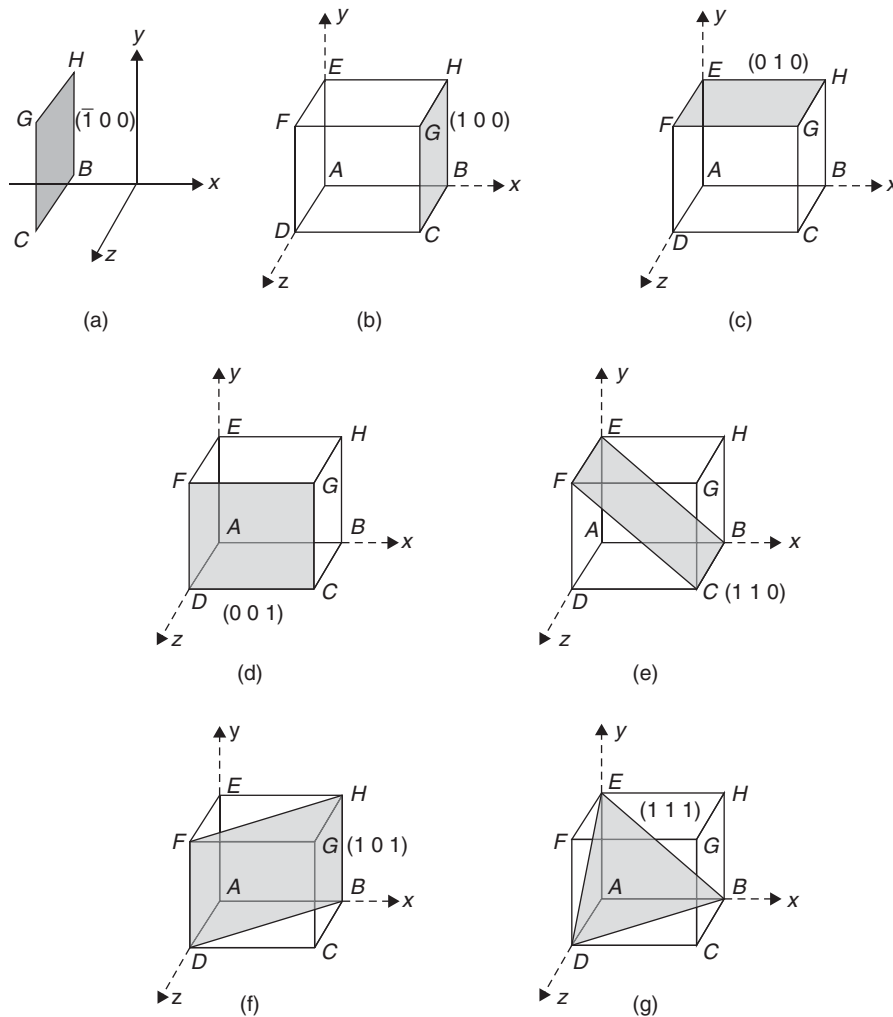 y
H
G
(1̅ 0 0)
B
x
C
z
(a)
y
E
H
F
G
(1 0 0)
A
B
x
D
C
z
(b)
y
E
(0 1 0)
H
F
G
A
B
x
D
C
z
(c)
y
E
H
F
G
A
B
x
D
C
(0 0 1)
z
(d)
y
E
H
F
G
A
B
x
D
C (1 1 0)
z
(e)
y
E
H
F
G
(1 0 1)
A
B
x
D
C
z
(f)
y
E
H
(1 1 1)
F
G
A
B
x
D
C
z
(g)